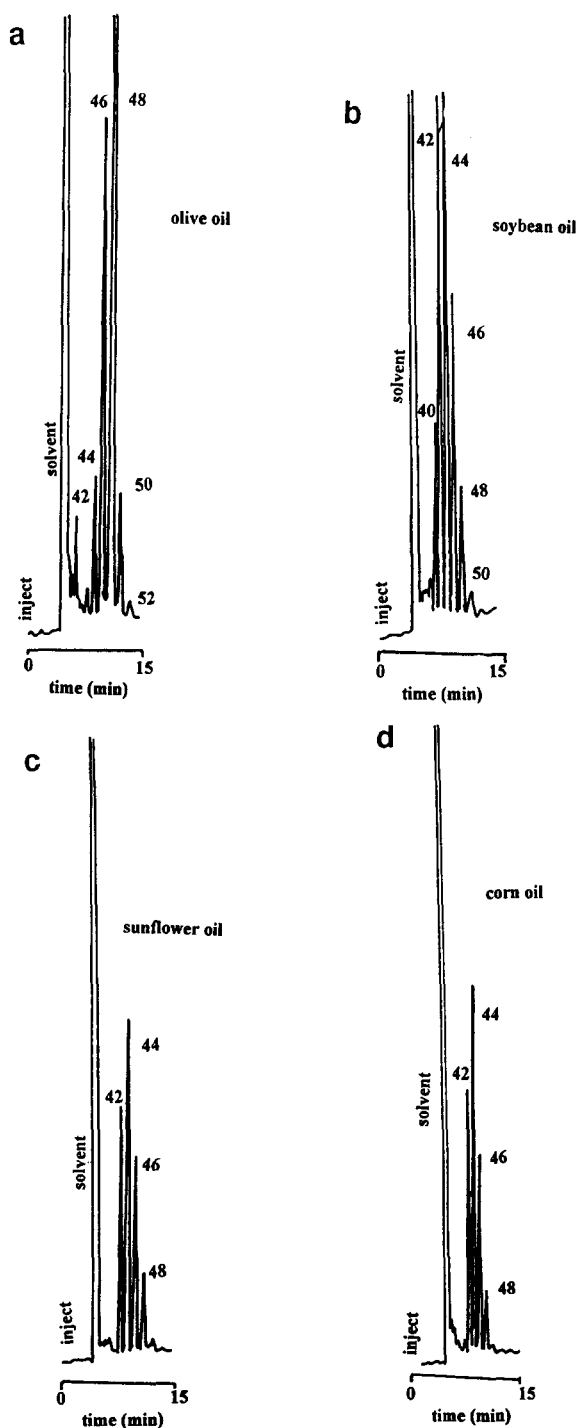 a
46
48
olive oil
solvent
44
42
50
52
inject
0
15
time (min)
b
42
44
soybean oil
46
solvent
40
48
50
inject
0
15
time (min)
c
sunflower oil
44
42
solvent
46
48
inject
0
15
time (min)
d
corn oil
44
solvent
42
46
48
inject
0
15
time (min)